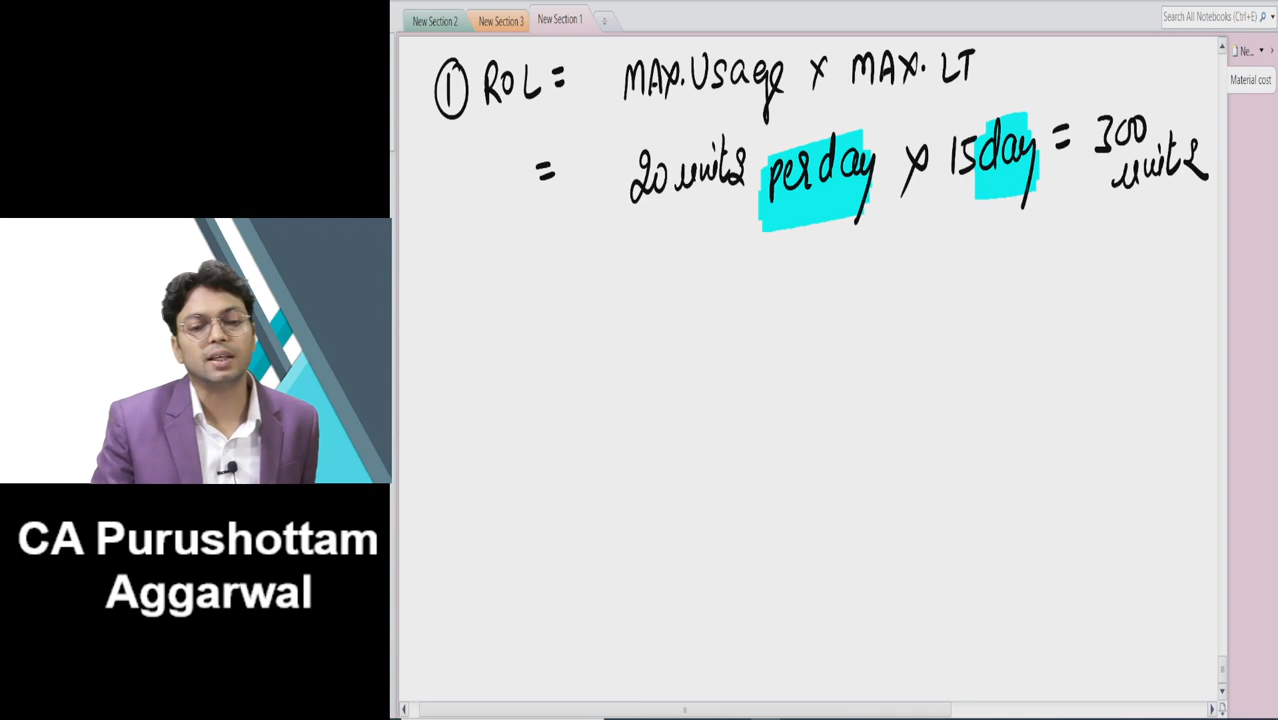 New Section 2
New Section 3
New Section 1
Search All Notebooks (Ctrl+E)
Ne...
Material cost
① ROL = MAX.Usage x MAX. LT
= 20 units per day x 15 day = 300 units
CA Purushottam
Aggarwal